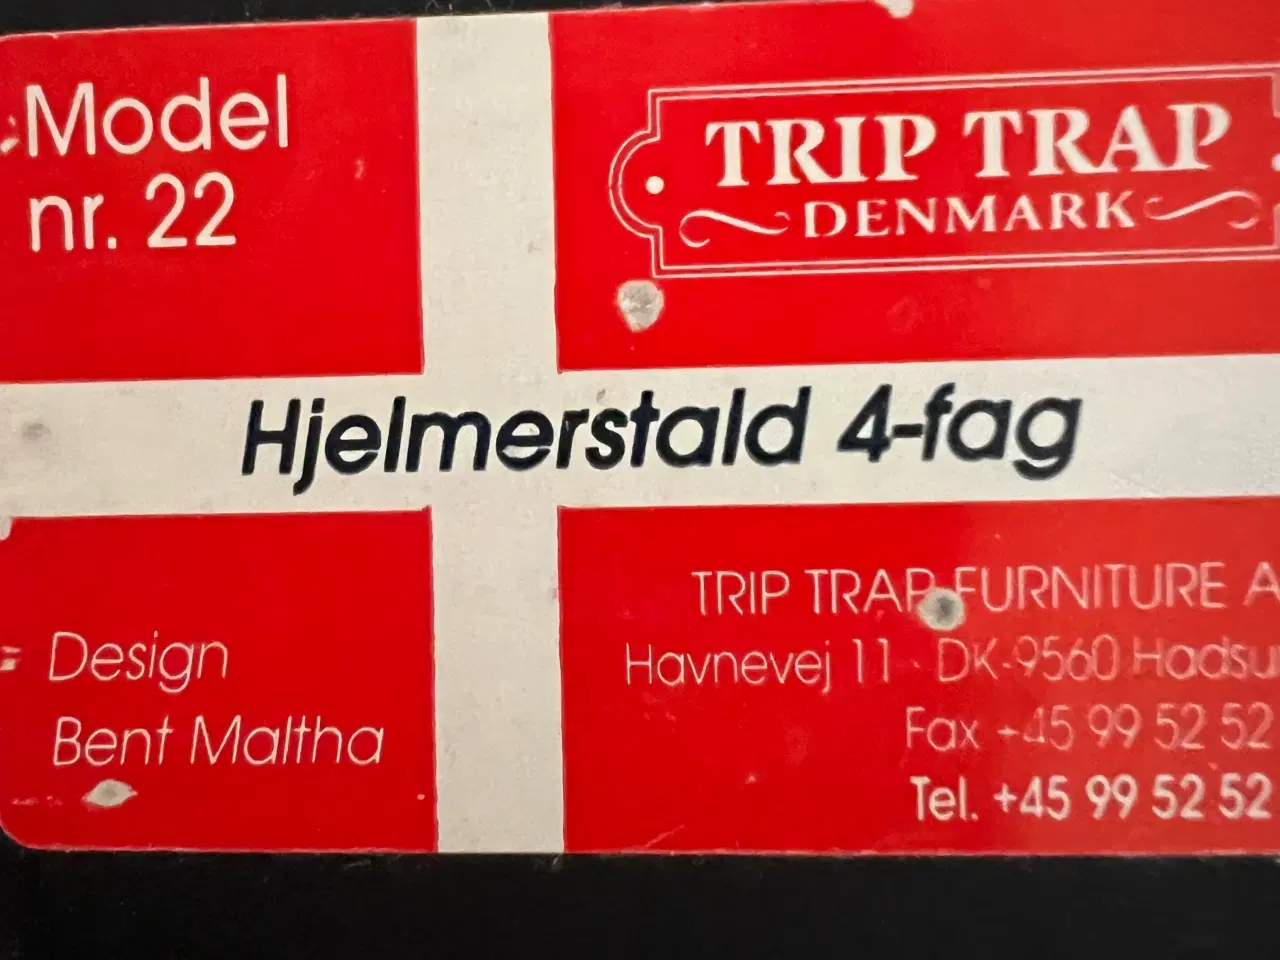 Model
nr. 22
TRIP TRAP
DENMARK
Hjelmerstald 4-fag
Design
Bent Maltha
TRIP TRAP FURNITURE A
Havnevej 11 · DK-9560 Hadsu
Fax +45 99 52 52
Tel. +45 99 52 52